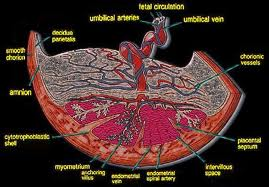 fetal circulation
umbilical arteries
umbilical vein
decidua
parietalis
smooth
chorion
amnion
chorionic
vessels
cytotrophoblastic
shell
myometrium
anchoring
villus
endometrial
vein
endometrial
spiral artery
intervillous
space
placental
septum